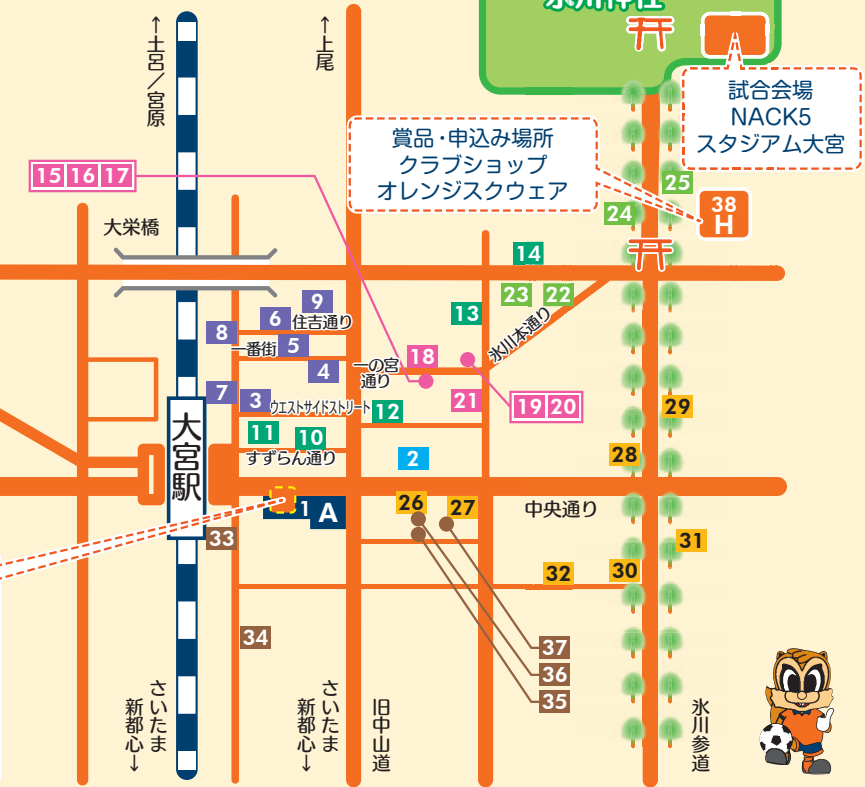 氷川神社
←土呂/宮原
←上尾
試合会場
NACK5
スタジアム大宮
賞品・申込み場所
クラブショップ
オレンジスクウェア
15 16 17
25
24
38
H
大栄橋
14
23
22
9
6
住吉通り
13
8
一番街
5
氷川本通り
18
一の宮
通り
4
7
3
ウエストサイドストリート
12
21
19 20
29
大宮駅
11
10
すずらん通り
2
28
1
A
26
27
中央通り
33
31
32
30
34
37
36
35
さいたま
新都心→
さいたま
新都心→
旧中山道
氷川参道